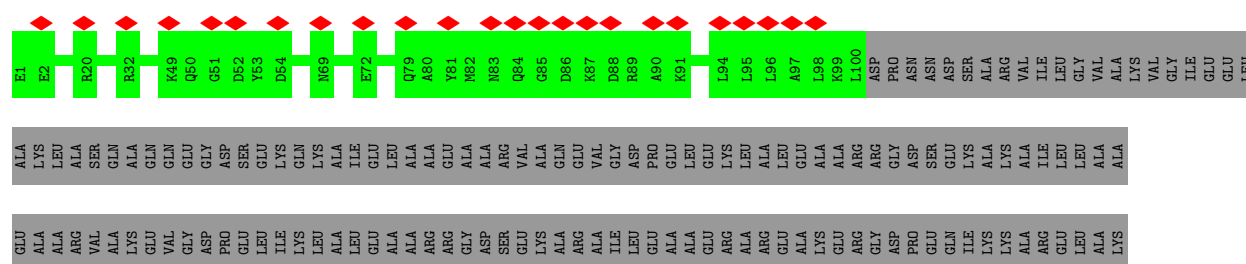 E1 E2 R20 R32 K49 Q50 G51 D52 Y53 D54 N69 E72 Q79 A80 Y81 M82 N83 Q84 G85 D86 K87 D88 R89 A90 K91 L94 L95 L96 A97 L98 K99 L100 ASP PRO ASN ASN ASP SER ALA ARG VAL ILE LEU GLY VAL ALA LYS VAL GLY ILE GLU GLU LEU
ALA LYS LEU ALA SER GLN ALA GLN GLN GLU GLY ASP SER GLU LYS GLN LYS ALA ILE GLU LEU ALA ALA GLU ALA ALA ARG VAL ALA GLN GLU VAL GLY ASP PRO GLU LEU GLU LYS LEU ALA LEU GLU ALA ALA ARG ARG GLY ASP SER GLU LYS ALA LYS ALA ILE LEU LEU ALA ALA
GLU ALA ALA ARG VAL ALA LYS GLU VAL GLY ASP PRO GLU LEU ILE LYS LEU ALA LEU GLU ALA ALA ARG ARG GLY ASP SER GLU LYS ALA ARG ALA ILE LEU GLU ALA ALA GLU ARG ALA ARG GLU ALA LYS GLU ARG GLY ASP PRO GLU GLN ILE LYS LYS ALA ARG GLU LEU ALA LYS